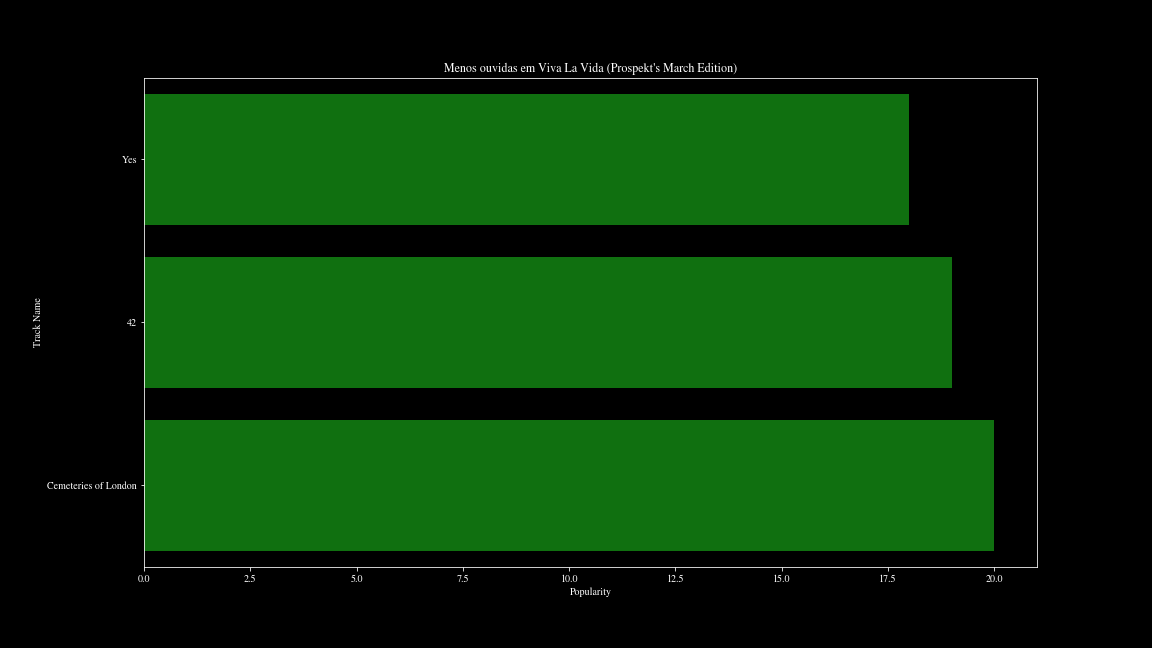 Menos ouvidas em Viva La Vida (Prospekt's March Edition)
Yes
42
Cemeteries of London
Track Name
0.0 2.5 5.0 7.5 10.0 12.5 15.0 17.5 20.0
Popularity